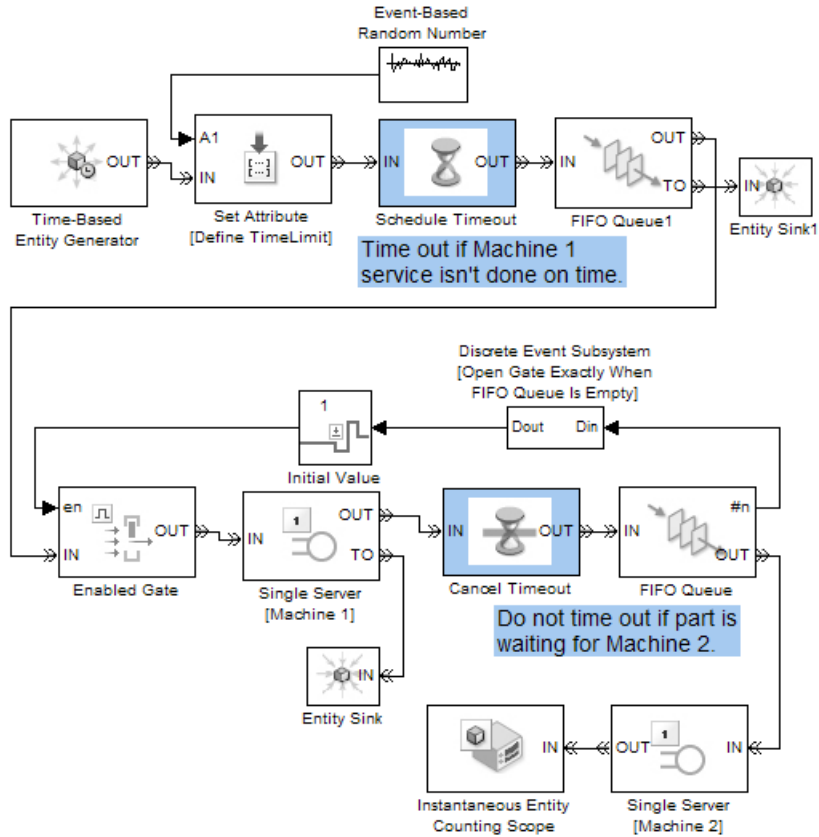 Event-Based
Random Number
A1
IN
OUT
OUT
Time-Based
Entity Generator
[...]
Set Attribute
[Define TimeLimit]
IN
OUT
Schedule Timeout
Time out if Machine 1
service isn't done on time.
IN
OUT
TO
FIFO Queue1
IN
Entity Sink1
Discrete Event Subsystem
[Open Gate Exactly When
FIFO Queue Is Empty]
Dout
Din
1
Initial Value
en
IN
OUT
Enabled Gate
1
IN
OUT
TO
Single Server
[Machine 1]
IN
Entity Sink
IN
OUT
Cancel Timeout
Do not time out if part is
waiting for Machine 2.
IN
#n
OUT
FIFO Queue
IN
Instantaneous Entity
Counting Scope
OUT
1
IN
Single Server
[Machine 2]